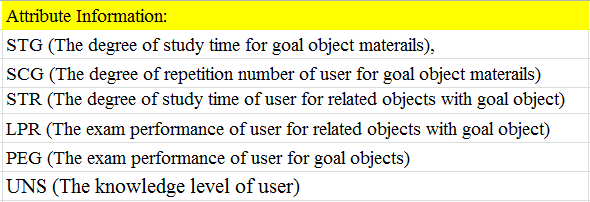 Attribute Information:
STG (The degree of study time for goal object materails),
SCG (The degree of repetition number of user for goal object materails)
STR (The degree of study time of user for related objects with goal object)
LPR (The exam performance of user for related objects with goal object)
PEG (The exam performance of user for goal objects)
UNS (The knowledge level of user)